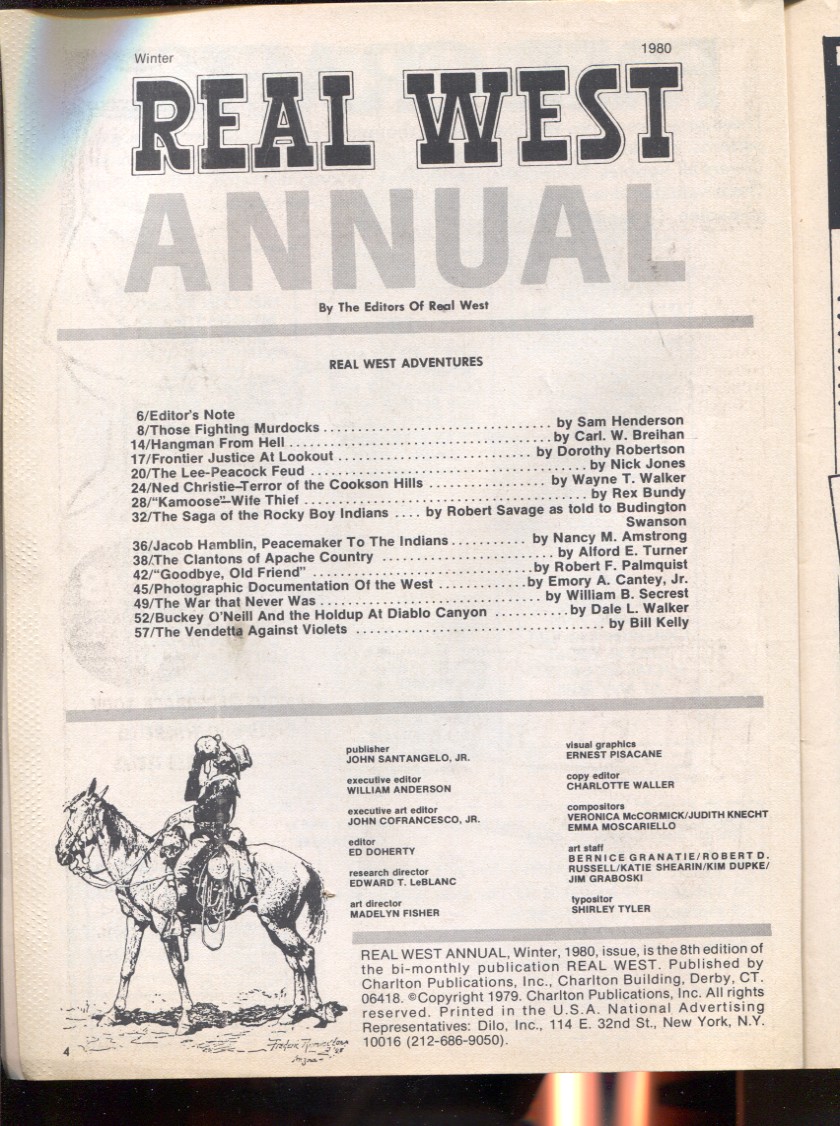 Winter
1980
REAL WEST
ANNUAL
By The Editors Of Real West
REAL WEST ADVENTURES
6/Editor's Note
8/Those Fighting Murdocks ............................... by Sam Henderson
14/Hangman From Hell .................................... by Carl. W. Breihan
17/Frontier Justice At Lookout ........................... by Dorothy Robertson
20/The Lee-Peacock Feud ...................................... by Nick Jones
24/Ned Christie–Terror of the Cookson Hills ................ by Wayne T. Walker
28/"Kamoose"–Wife Thief ....................................... by Rex Bundy
32/The Saga of the Rocky Boy Indians .... by Robert Savage as told to Budington
Swanson
36/Jacob Hamblin, Peacemaker To The Indians .......... by Nancy M. Amstrong
38/The Clantons of Apache Country ........................ by Alford E. Turner
42/"Goodbye, Old Friend" .............................. by Robert F. Palmquist
45/Photographic Documentation Of the West ............. by Emory A. Cantey, Jr.
49/The War that Never Was ............................... by William B. Secrest
52/Buckey O'Neill And the Holdup At Diablo Canyon ........... by Dale L. Walker
57/The Vendetta Against Violets .................................. by Bill Kelly
publisher
JOHN SANTANGELO, JR.
executive editor
WILLIAM ANDERSON
executive art editor
JOHN COFRANCESCO, JR.
editor
ED DOHERTY
research director
EDWARD T. LeBLANC
art director
MADELYN FISHER
visual graphics
ERNEST PISACANE
copy editor
CHARLOTTE WALLER
compositors
VERONICA McCORMICK/JUDITH KNECHT
EMMA MOSCARIELLO
art staff
BERNICE GRANATIE/ROBERT D.
RUSSELL/KATIE SHEARIN/KIM DUPKE/
JIM GRABOSKI
typositor
SHIRLEY TYLER
REAL WEST ANNUAL, Winter, 1980, issue, is the 8th edition of
the bi-monthly publication REAL WEST. Published by
Charlton Publications, Inc., Charlton Building, Derby, CT.
06418. ©Copyright 1979. Charlton Publications, Inc. All rights
reserved. Printed in the U.S.A. National Advertising
Representatives: Dilo, Inc., 114 E. 32nd St., New York, N.Y.
10016 (212-686-9050).
Frederic Remington
4